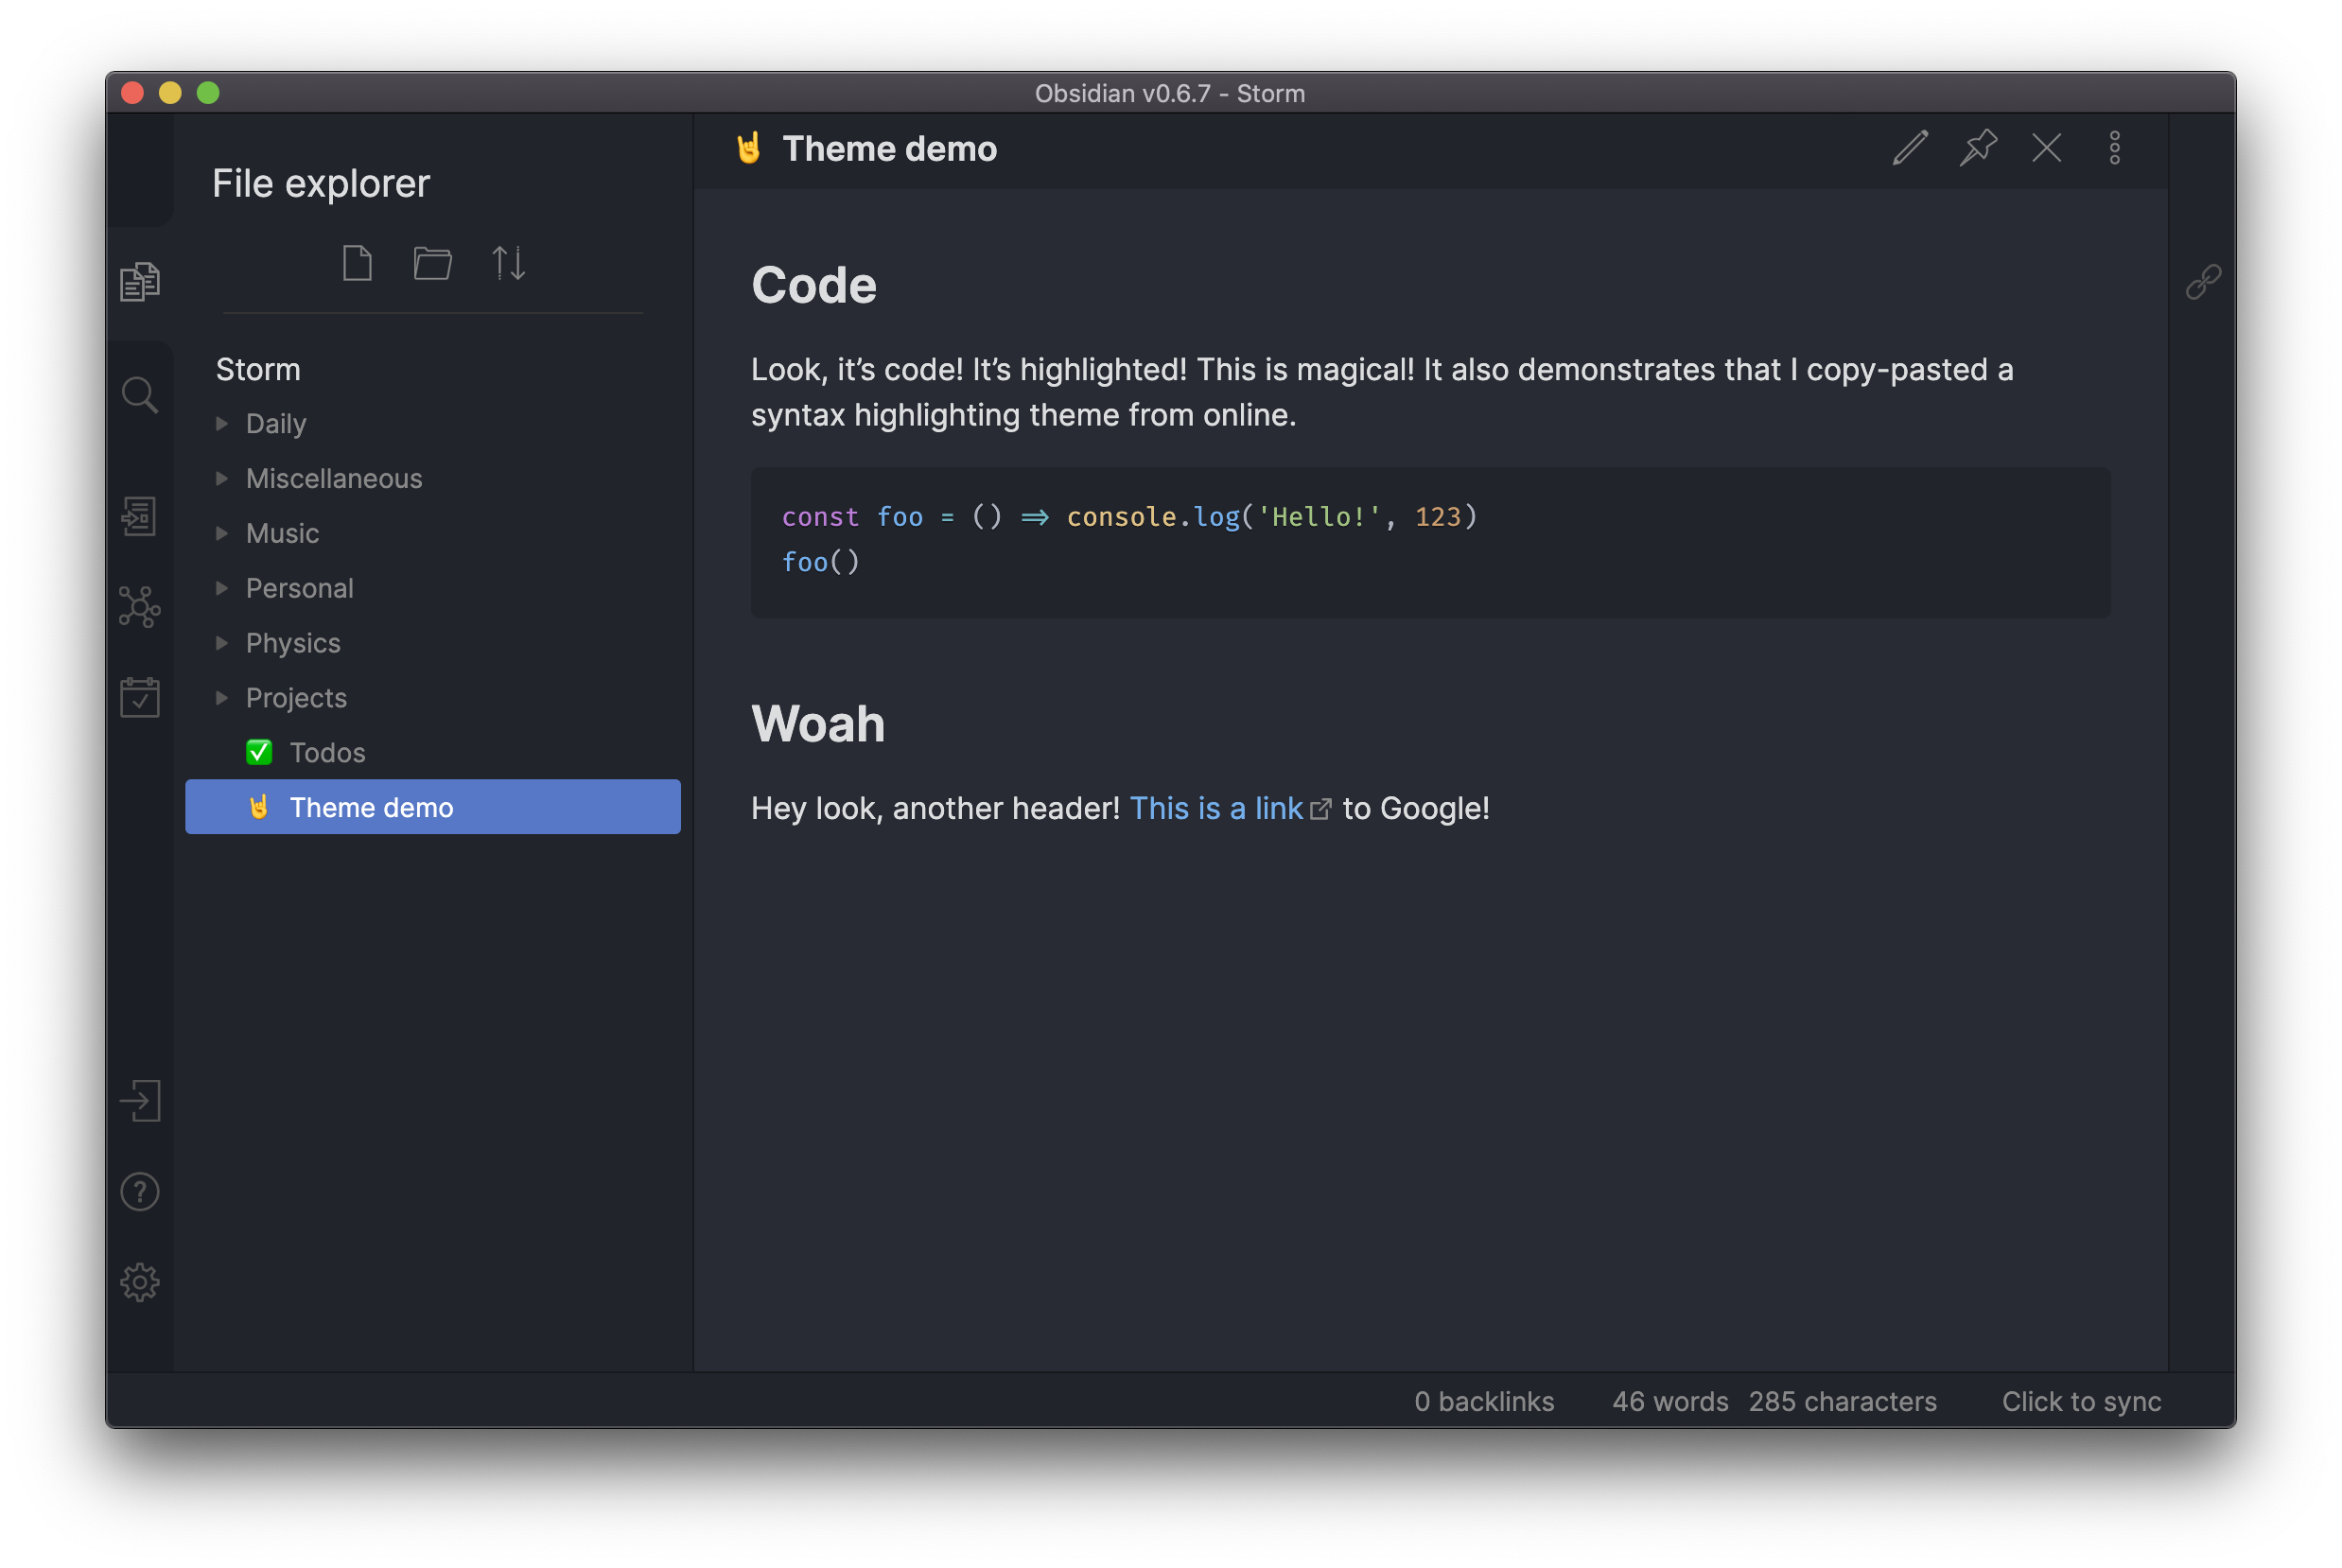 Obsidian v0.6.7 - Storm
File explorer
Storm
Daily
Miscellaneous
Music
Personal
Physics
Projects
✅ Todos
🤘 Theme demo
🤘 Theme demo
Code
Look, it’s code! It’s highlighted! This is magical! It also demonstrates that I copy-pasted a
syntax highlighting theme from online.
const foo = () => console.log('Hello!', 123)
foo()
Woah
Hey look, another header! This is a link to Google!
0 backlinks 46 words 285 characters Click to sync